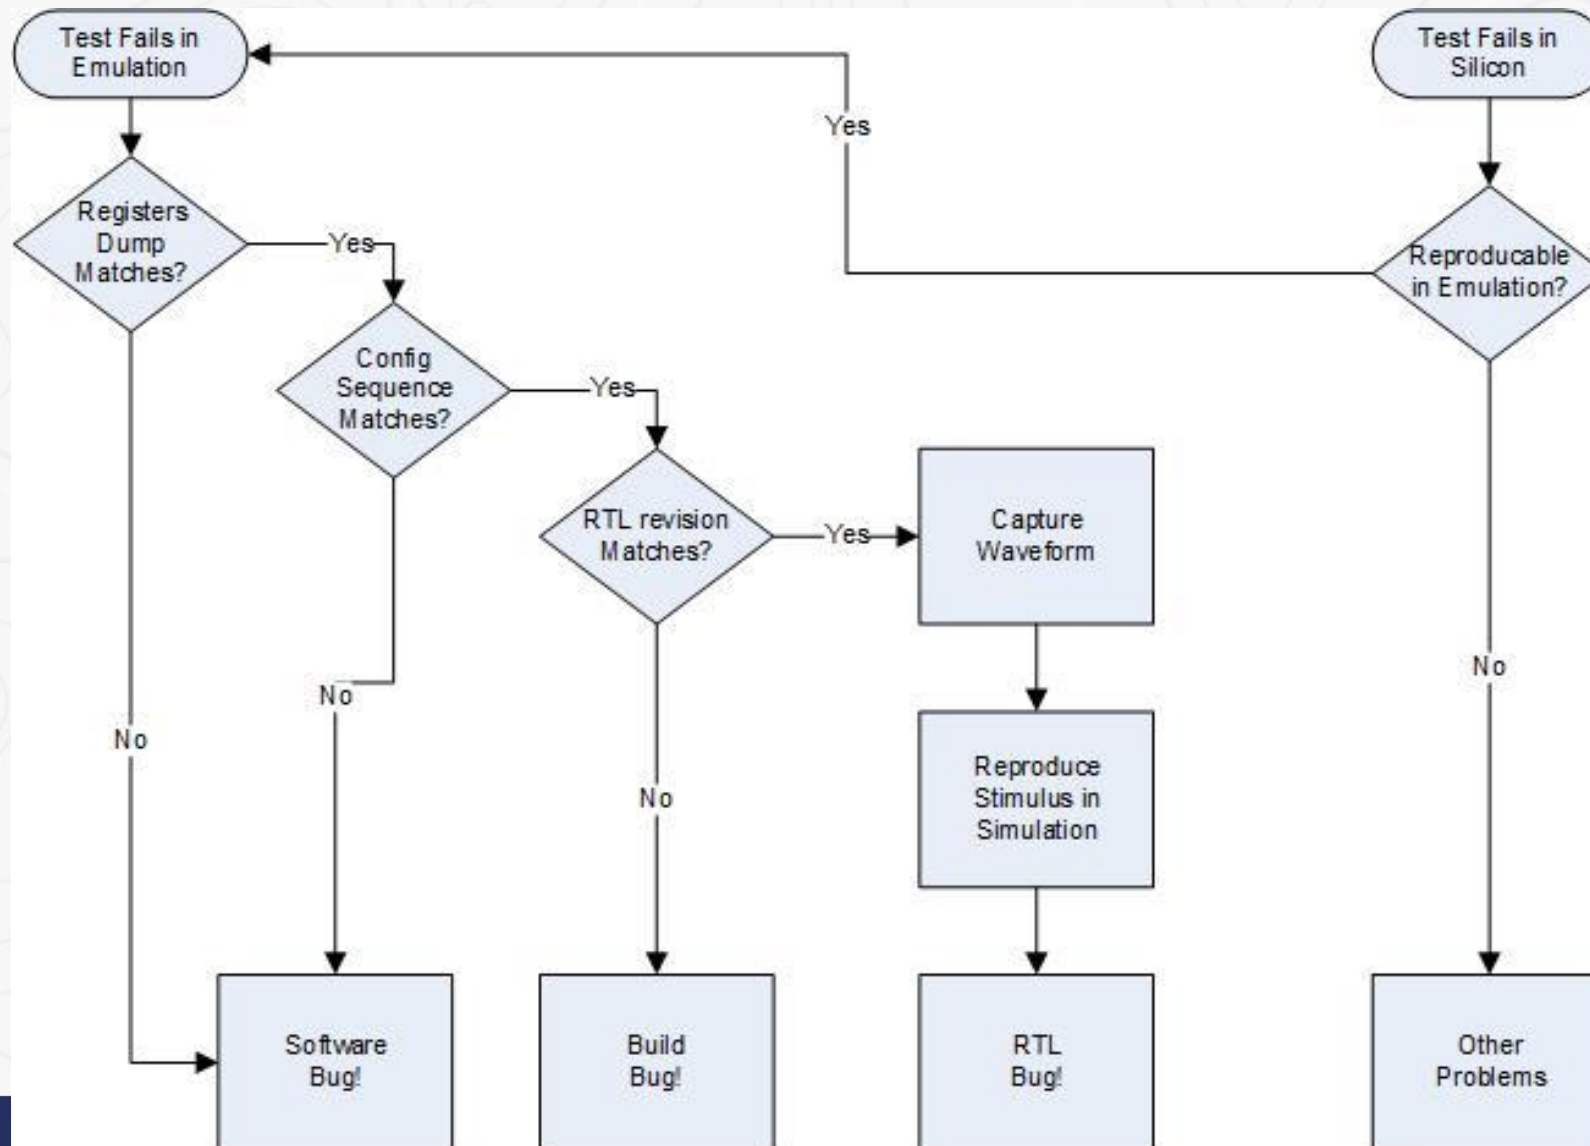 Test Fails in
Emulation
Test Fails in
Silicon
Yes
Registers
Dump
Matches?
Yes
Reproducable
in Emulation?
Config
Sequence
Matches?
Yes
RTL revision
Matches?
Yes
Capture
Waveform
No
No
No
No
Reproduce
Stimulus in
Simulation
Software
Bug!
Build
Bug!
RTL
Bug!
Other
Problems